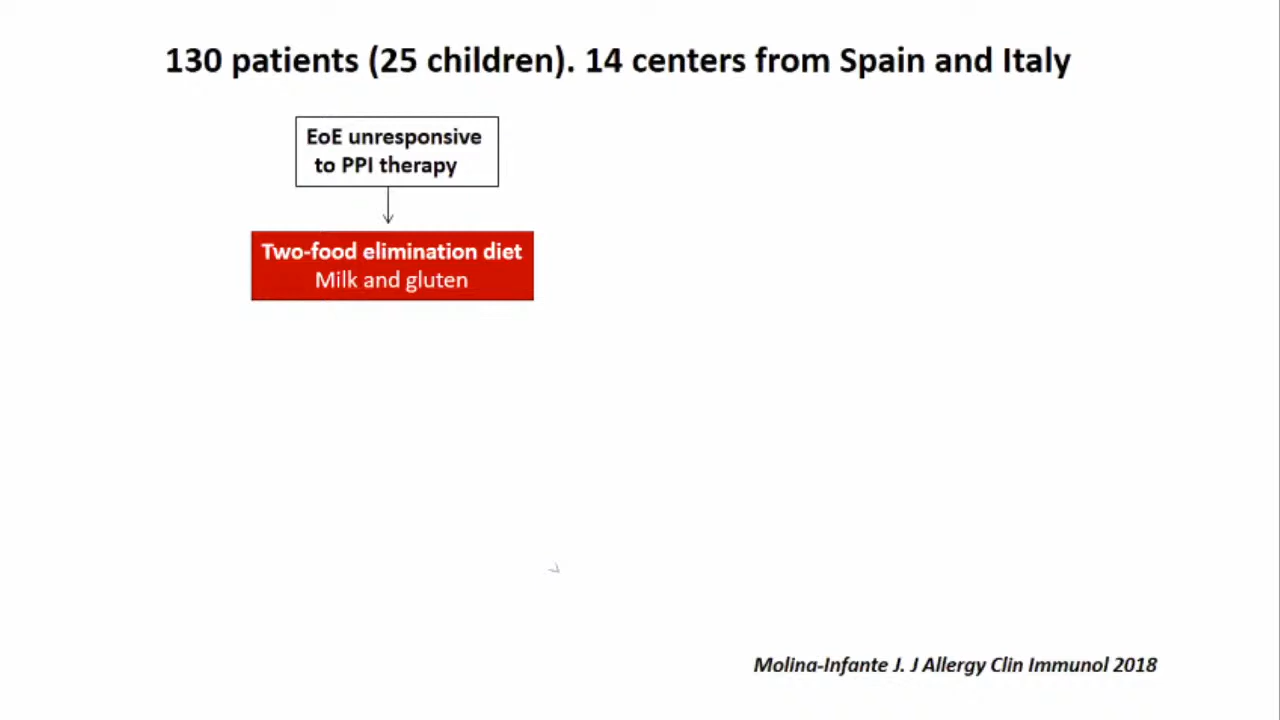 130 patients (25 children). 14 centers from Spain and Italy
EoE unresponsive
to PPI therapy
Two-food elimination diet
Milk and gluten
Molina-Infante J. J Allergy Clin Immunol 2018